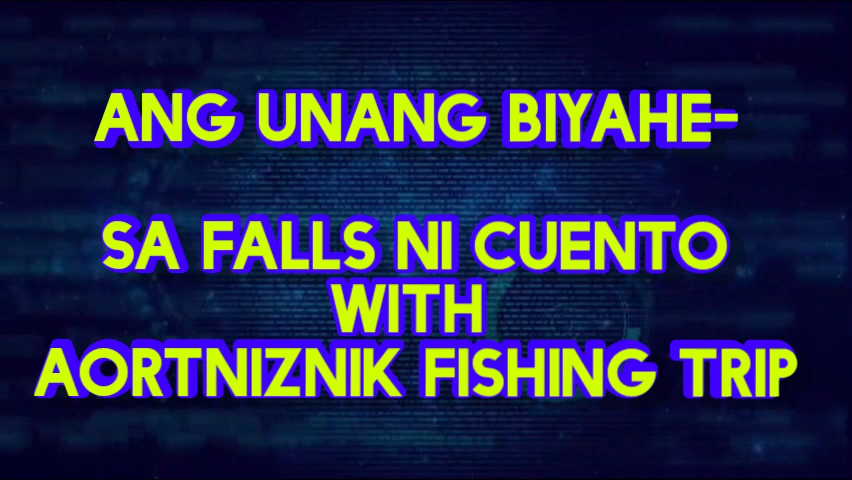 ANG UNANG BIYAHE-
SA FALLS NI CUENTO
WITH
AORTNIZNIK FISHING TRIP